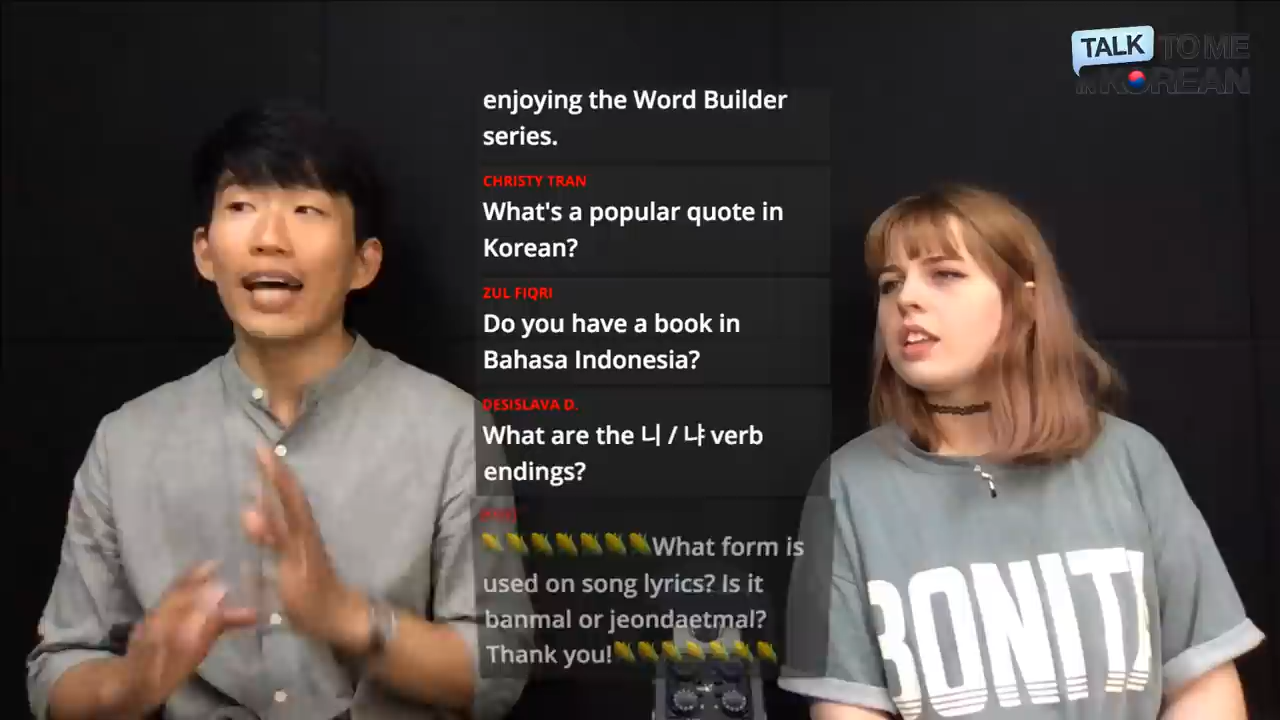 TALK TO ME
IN KOREAN
enjoying the Word Builder
series.
CHRISTY TRAN
What's a popular quote in
Korean?
ZUL FIQRI
Do you have a book in
Bahasa Indonesia?
DESISLAVA D.
What are the 니 / 냐 verb
endings?
🌽🌽🌽🌽🌽🌽🌽What form is
used on song lyrics? Is it
banmal or jeondaetmal?
Thank you!🌽🌽🌽🌽🌽🌽🌽
BONITA